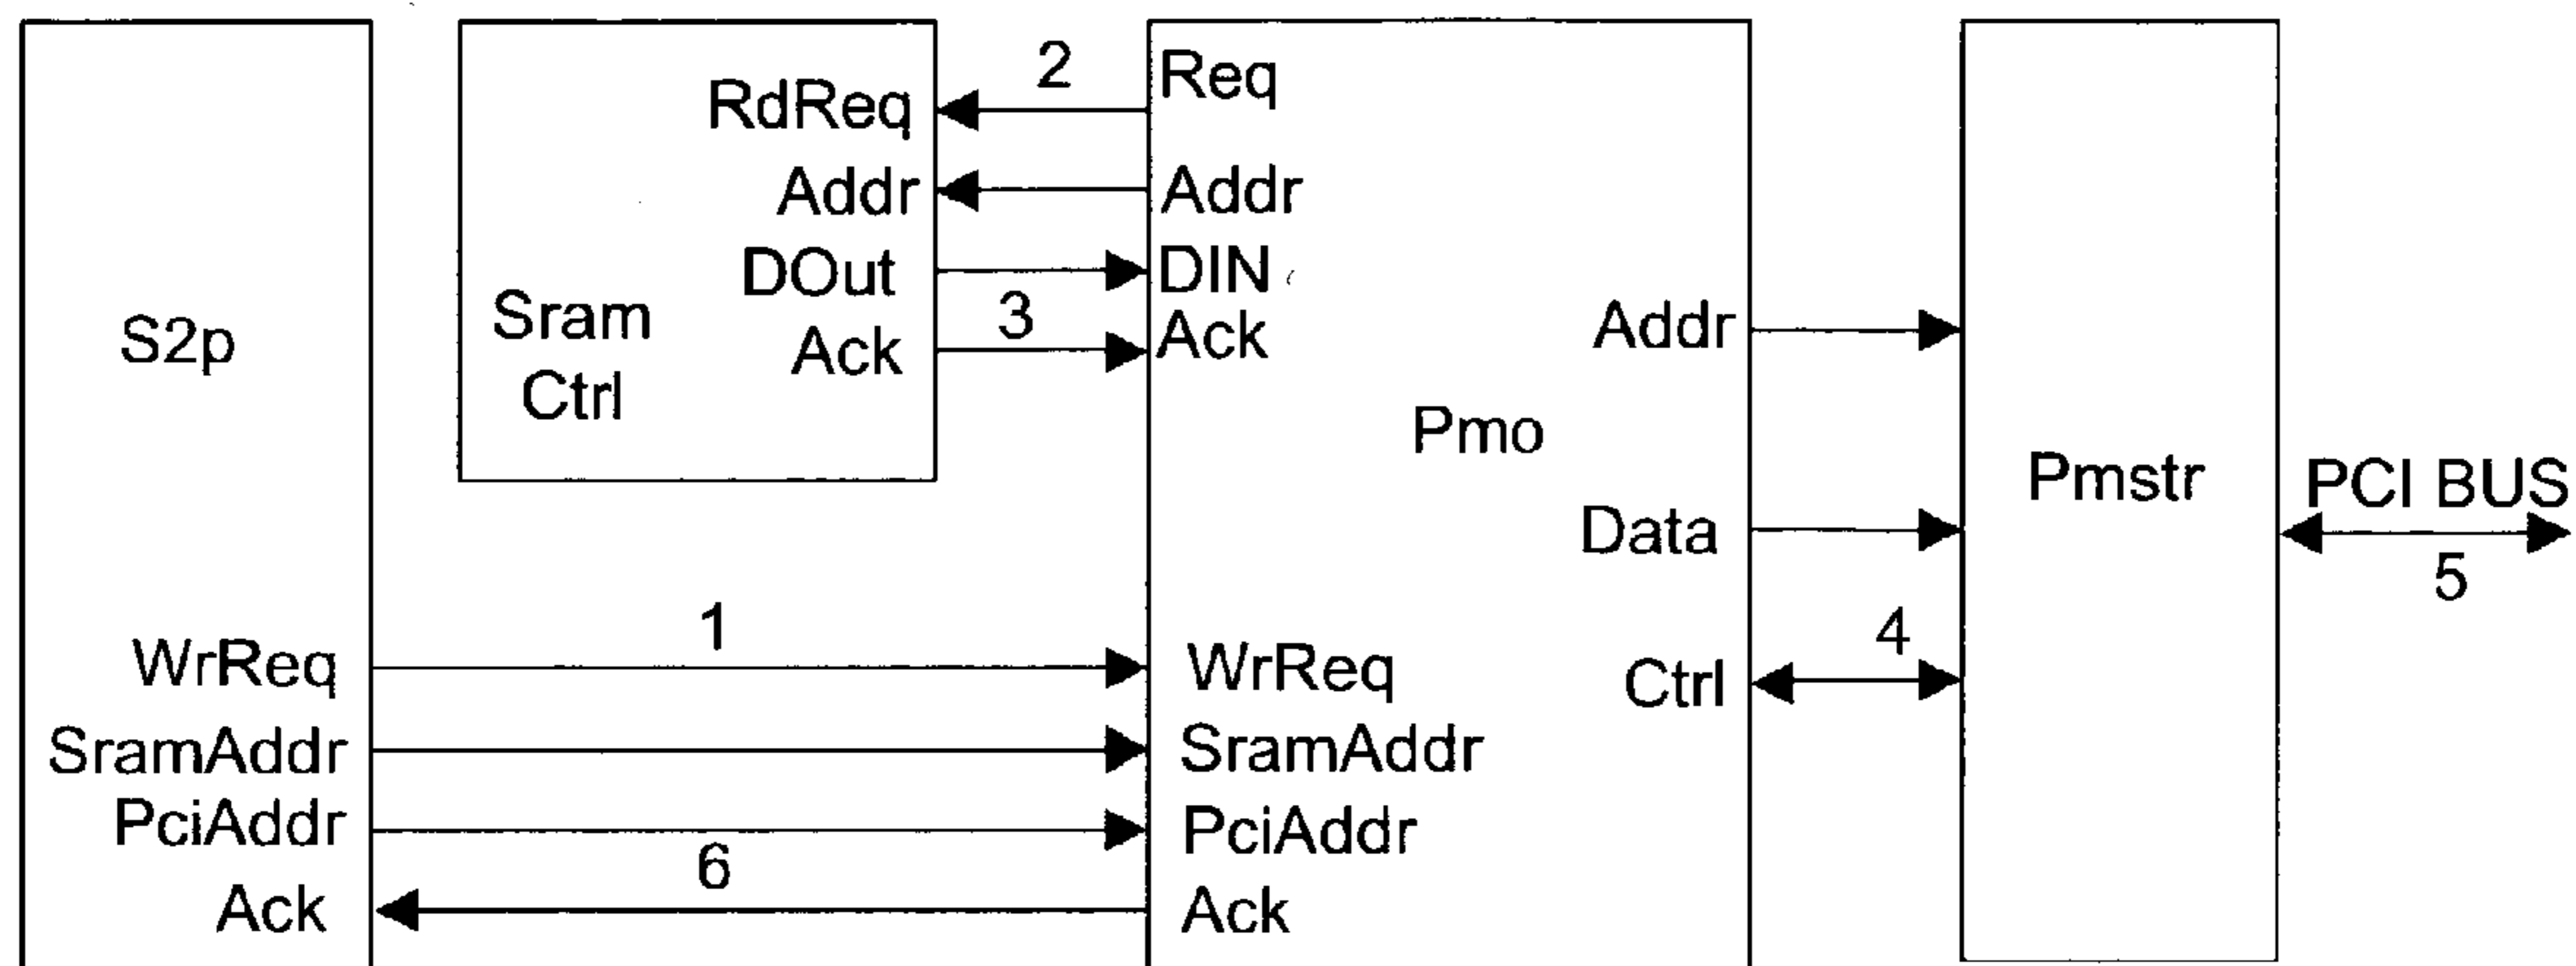 S2p
WrReq
SramAddr
PciAddr
Ack
RdReq
Addr
DOut
Ack
Sram
Ctrl
2
3
1
6
Req
Addr
DIN
Ack
Pmo
Addr
Data
Ctrl
WrReq
SramAddr
PciAddr
Ack
4
Pmstr
PCI BUS
5